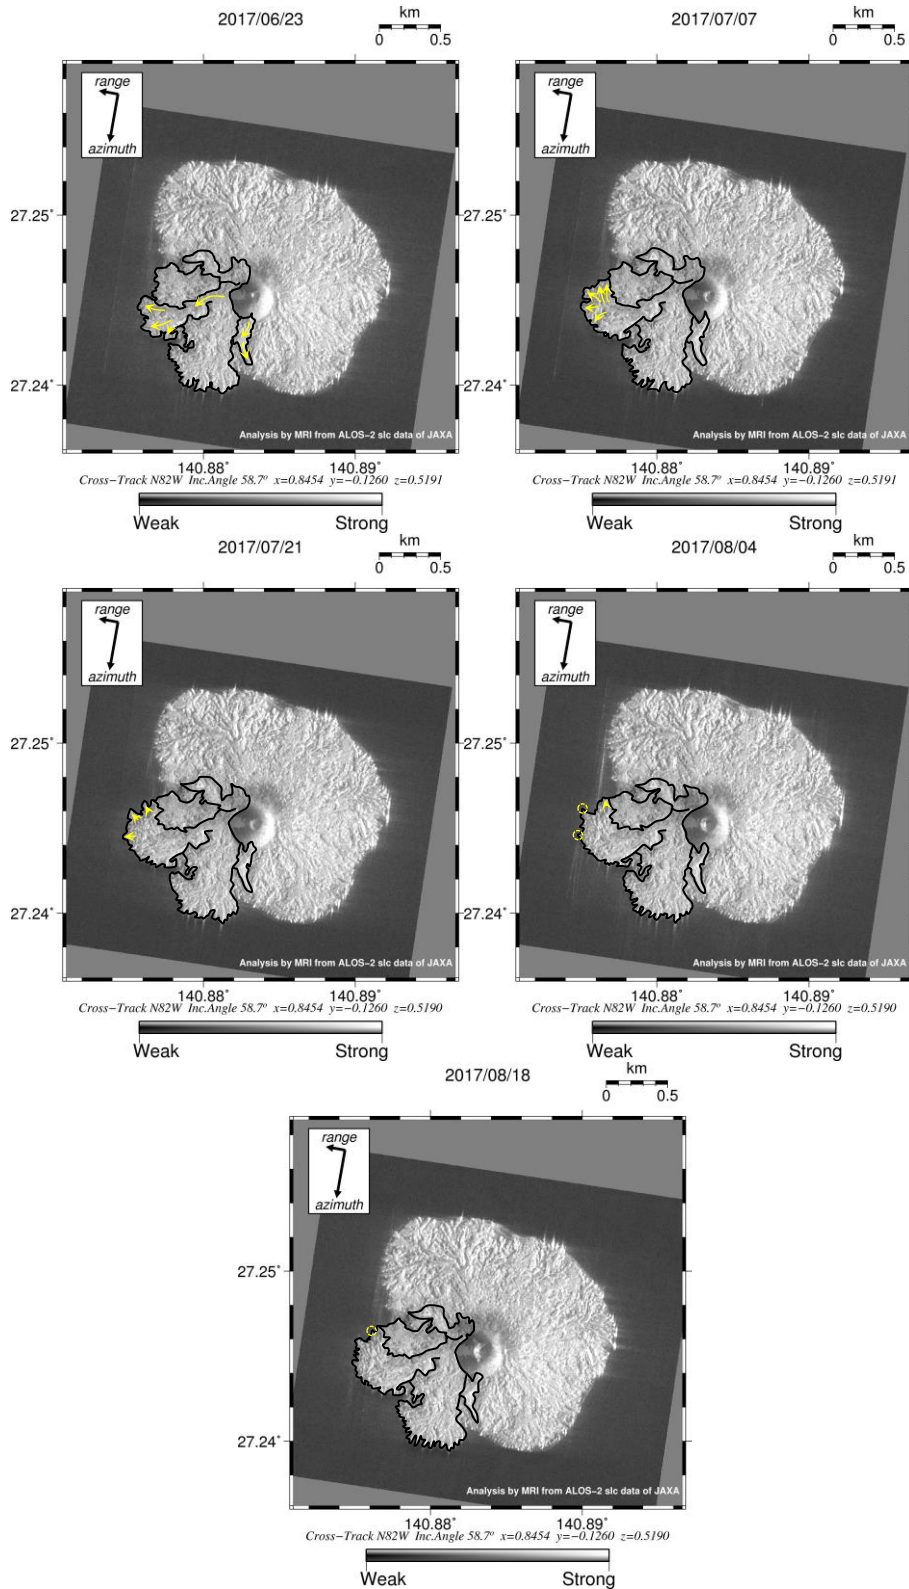 2017/06/23
km
0 0.5
range
azimuth
27.25°
27.24°
Analysis by MRI from ALOS-2 slc data of JAXA
140.88° 140.89°
Cross-Track N82W Inc.Angle 58.7° x=0.8454 y=-0.1260 z=0.5191
Weak Strong
2017/07/07
km
0 0.5
range
azimuth
27.25°
27.24°
Analysis by MRI from ALOS-2 slc data of JAXA
140.88° 140.89°
Cross-Track N82W Inc.Angle 58.7° x=0.8454 y=-0.1260 z=0.5191
Weak Strong
2017/07/21
km
0 0.5
range
azimuth
27.25°
27.24°
Analysis by MRI from ALOS-2 slc data of JAXA
140.88° 140.89°
Cross-Track N82W Inc.Angle 58.7° x=0.8454 y=-0.1260 z=0.5190
Weak Strong
2017/08/04
km
0 0.5
range
azimuth
27.25°
27.24°
Analysis by MRI from ALOS-2 slc data of JAXA
140.88° 140.89°
Cross-Track N82W Inc.Angle 58.7° x=0.8454 y=-0.1260 z=0.5190
Weak Strong
2017/08/18
km
0 0.5
range
azimuth
27.25°
27.24°
Analysis by MRI from ALOS-2 slc data of JAXA
140.88° 140.89°
Cross-Track N82W Inc.Angle 58.7° x=0.8454 y=-0.1260 z=0.5190
Weak Strong